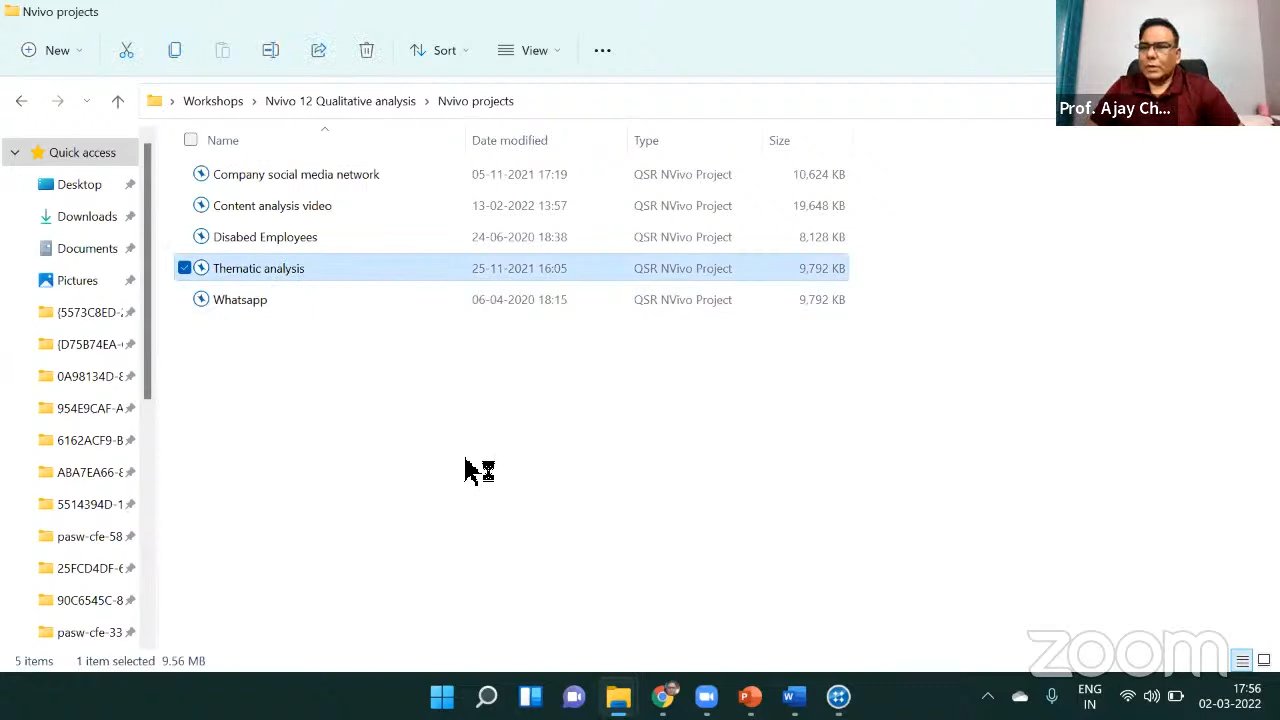 Nvivo projects
New
Sort
View
Workshops > Nvivo 12 Qualitative analysis > Nvivo projects
Prof. Ajay Ch...
Name Date modified Type Size
Quick access
Company social media network 05-11-2021 17:19 QSR NVivo Project 10,624 KB
Desktop
Content analysis video 13-02-2022 13:57 QSR NVivo Project 19,648 KB
Downloads
Disabed Employees 24-06-2020 18:38 QSR NVivo Project 8,128 KB
Documents
Thematic analysis 25-11-2021 16:05 QSR NVivo Project 9,792 KB
Pictures
Whatsapp 06-04-2020 18:15 QSR NVivo Project 9,792 KB
{5573C8ED-
{D75B74EA-
0A98134D-
954E9CAF-A
6162ACF9-B
ABA7EA66-
5514394D-1
pasw-cfe-58
25FCD4DF-
90C6545C-8
pasw-cfe-33
zoom
5 items 1 item selected 9.56 MB
ENG
IN
17:56
02-03-2022